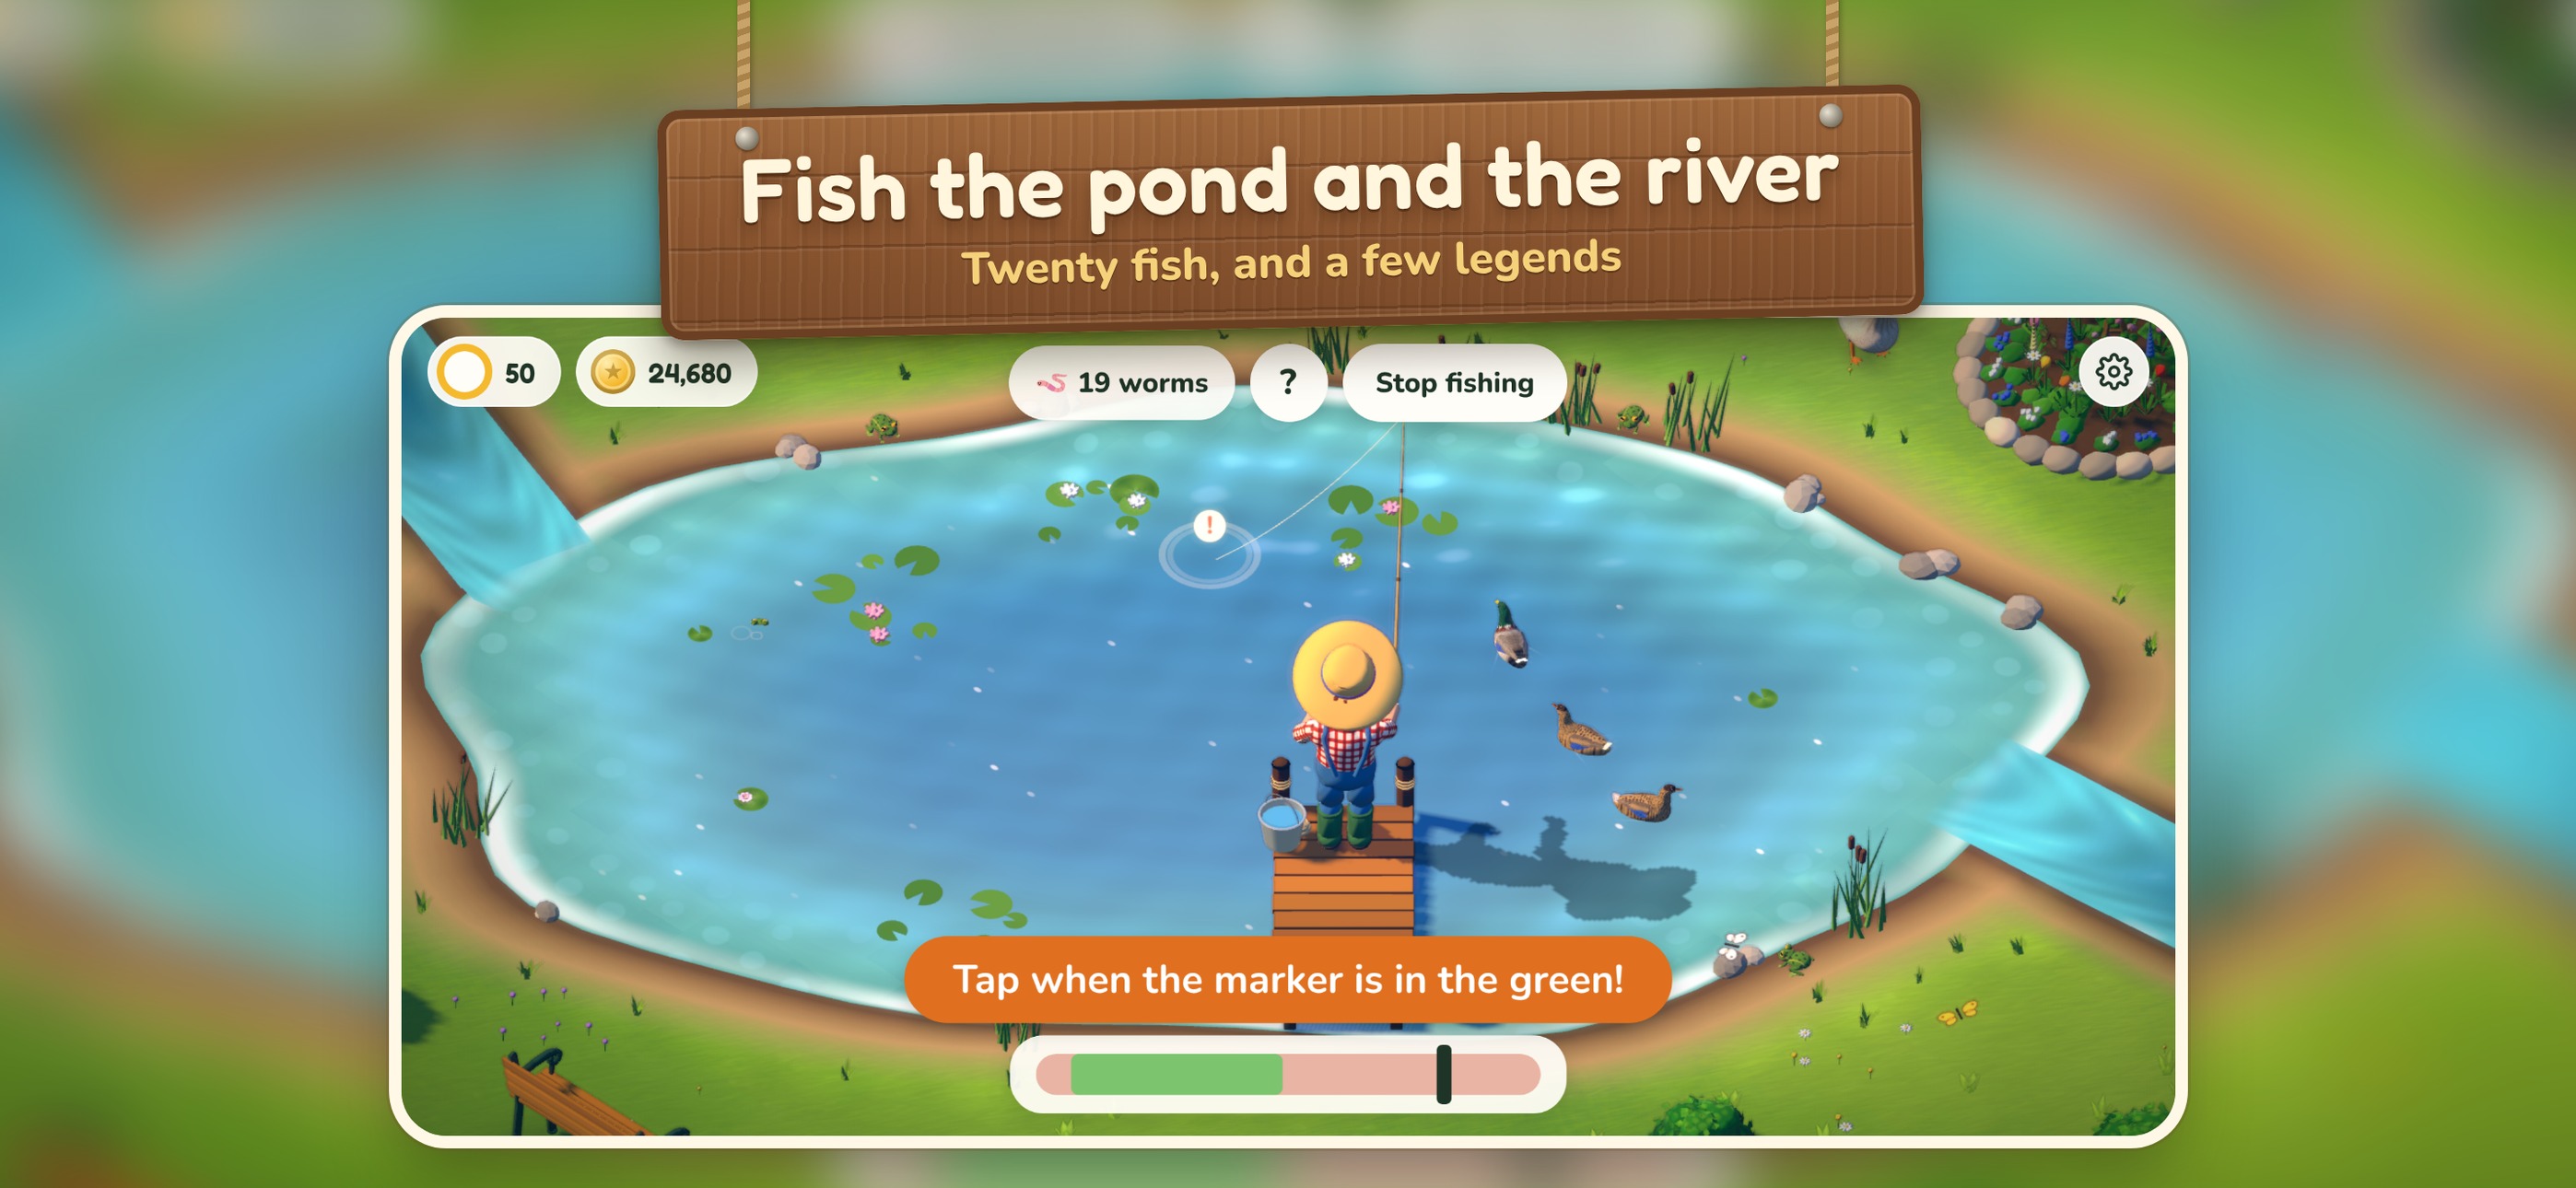 Fish the pond and the river
Twenty fish, and a few legends
50
24,680
19 worms
?
Stop fishing
!
Tap when the marker is in the green!